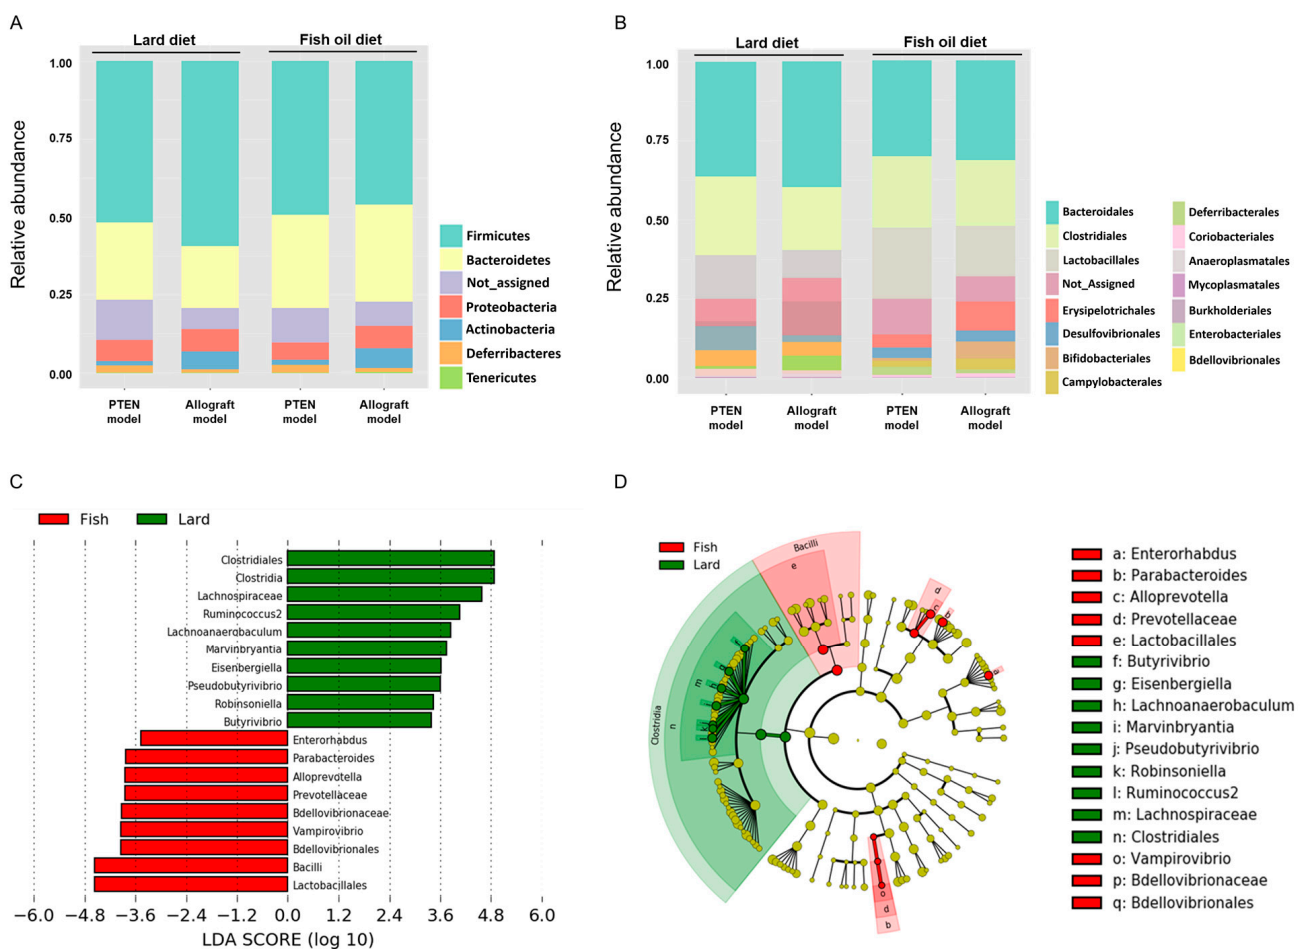 A
Lard diet
Fish oil diet
Relative abundance
1.00
0.75
0.50
0.25
0.00
PTEN
model
Allograft
model
PTEN
model
Allograft
model
Firmicutes
Bacteroidetes
Not_assigned
Proteobacteria
Actinobacteria
Deferribacteres
Tenericutes
B
Lard diet
Fish oil diet
Relative abundance
1.00
0.75
0.50
0.25
0.00
PTEN
model
Allograft
model
PTEN
model
Allograft
model
Bacteroidales
Clostridiales
Lactobacillales
Not_Assigned
Erysipelotrichales
Desulfovibrionales
Bifidobacteriales
Campylobacterales
Deferribacterales
Coriobacteriales
Anaeroplasmatales
Mycoplasmatales
Burkholderiales
Enterobacteriales
Bdellovibrionales
C
Fish
Lard
Clostridiales
Clostridia
Lachnospiraceae
Ruminococcus2
Lachnoanaerobaculum
Marvinbryantia
Eisenbergiella
Pseudobutyrivibrio
Robinsoniella
Butyrivibrio
Enterorhabdus
Parabacteroides
Alloprevotella
Prevotellaceae
Bdellovibrionaceae
Vampirovibrio
Bdellovibrionales
Bacilli
Lactobacillales
−6.0
−4.8
−3.6
−2.4
−1.2
0.0
1.2
2.4
3.6
4.8
6.0
LDA SCORE (log 10)
D
Fish
Lard
Bacilli
e
Clostridia
n
m
d
c
b
a
o
d
b
a: Enterorhabdus
b: Parabacteroides
c: Alloprevotella
d: Prevotellaceae
e: Lactobacillales
f: Butyrivibrio
g: Eisenbergiella
h: Lachnoanaerobaculum
i: Marvinbryantia
j: Pseudobutyrivibrio
k: Robinsoniella
l: Ruminococcus2
m: Lachnospiraceae
n: Clostridiales
o: Vampirovibrio
p: Bdellovibrionaceae
q: Bdellovibrionales